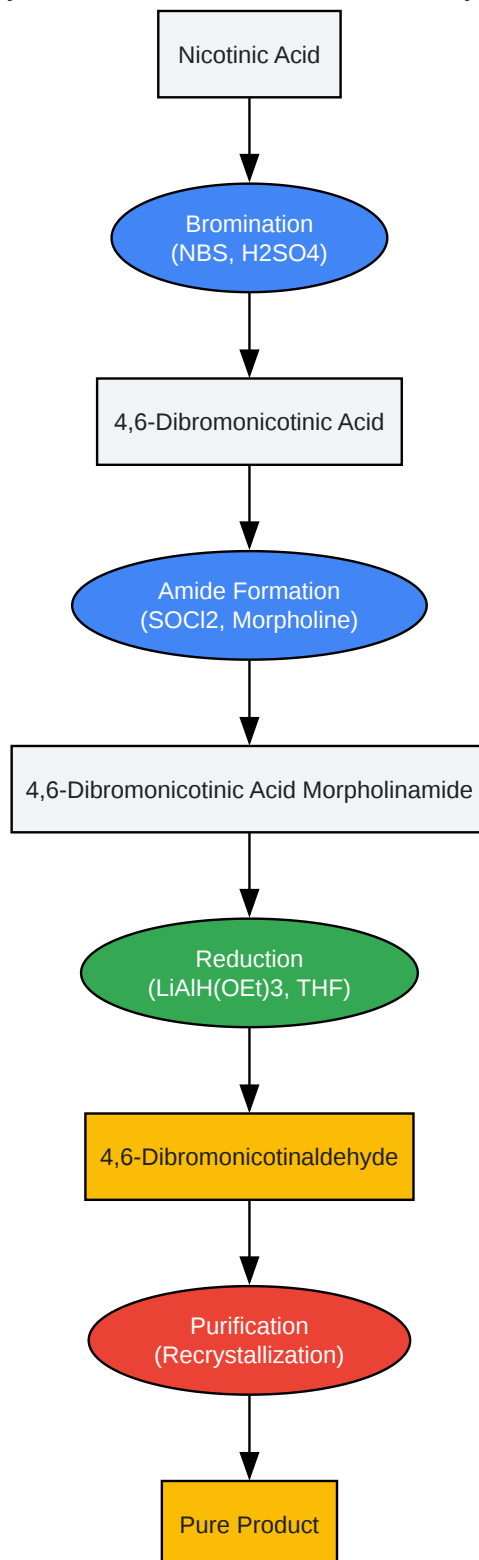 Nicotinic Acid
Bromination
(NBS, H2SO4)
4,6-Dibromonicotinic Acid
Amide Formation
(SOCl2, Morpholine)
4,6-Dibromonicotinic Acid Morpholinamide
Reduction
(LiAlH(OEt)3, THF)
4,6-Dibromonicotinaldehyde
Purification
(Recrystallization)
Pure Product